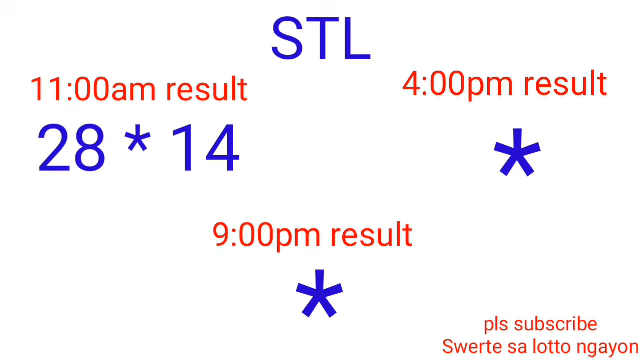 STL
11:00am result
28 * 14
4:00pm result
*
9:00pm result
*
pls subscribe
Swerte sa lotto ngayon